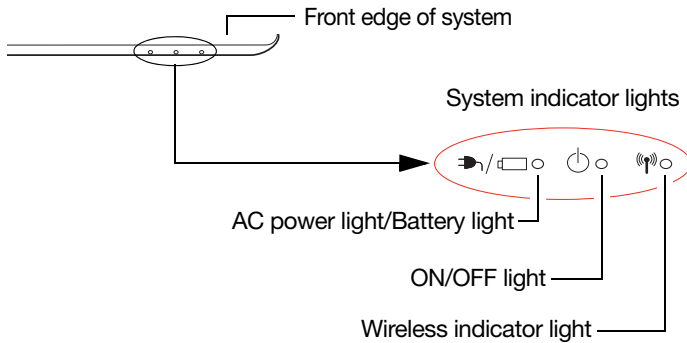 Front edge of system
System indicator lights
AC power light/Battery light
ON/OFF light
Wireless indicator light